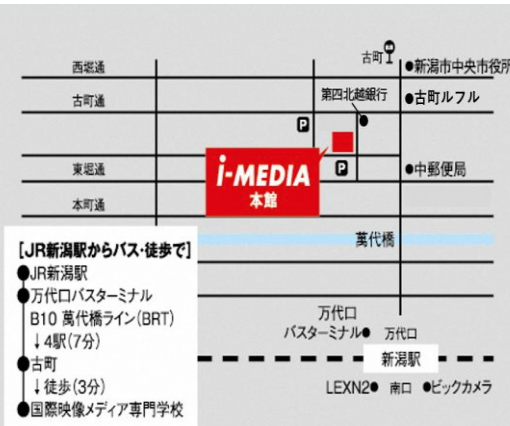 古町
西堀通
●新潟市中央市役所
古町通
第四北越銀行
●古町ルフル
P
i-MEDIA
本館
P
東堀通
●中郵便局
本町通
萬代橋
[JR新潟駅からバス・徒歩で]
●JR新潟駅
●万代口バスターミナル
B10 萬代橋ライン(BRT)
↓4駅(7分)
●古町
↓徒歩(3分)
●国際映像メディア専門学校
万代口
バスターミナル●
万代口
新潟駅
LEXN2●
南口
●ビックカメラ